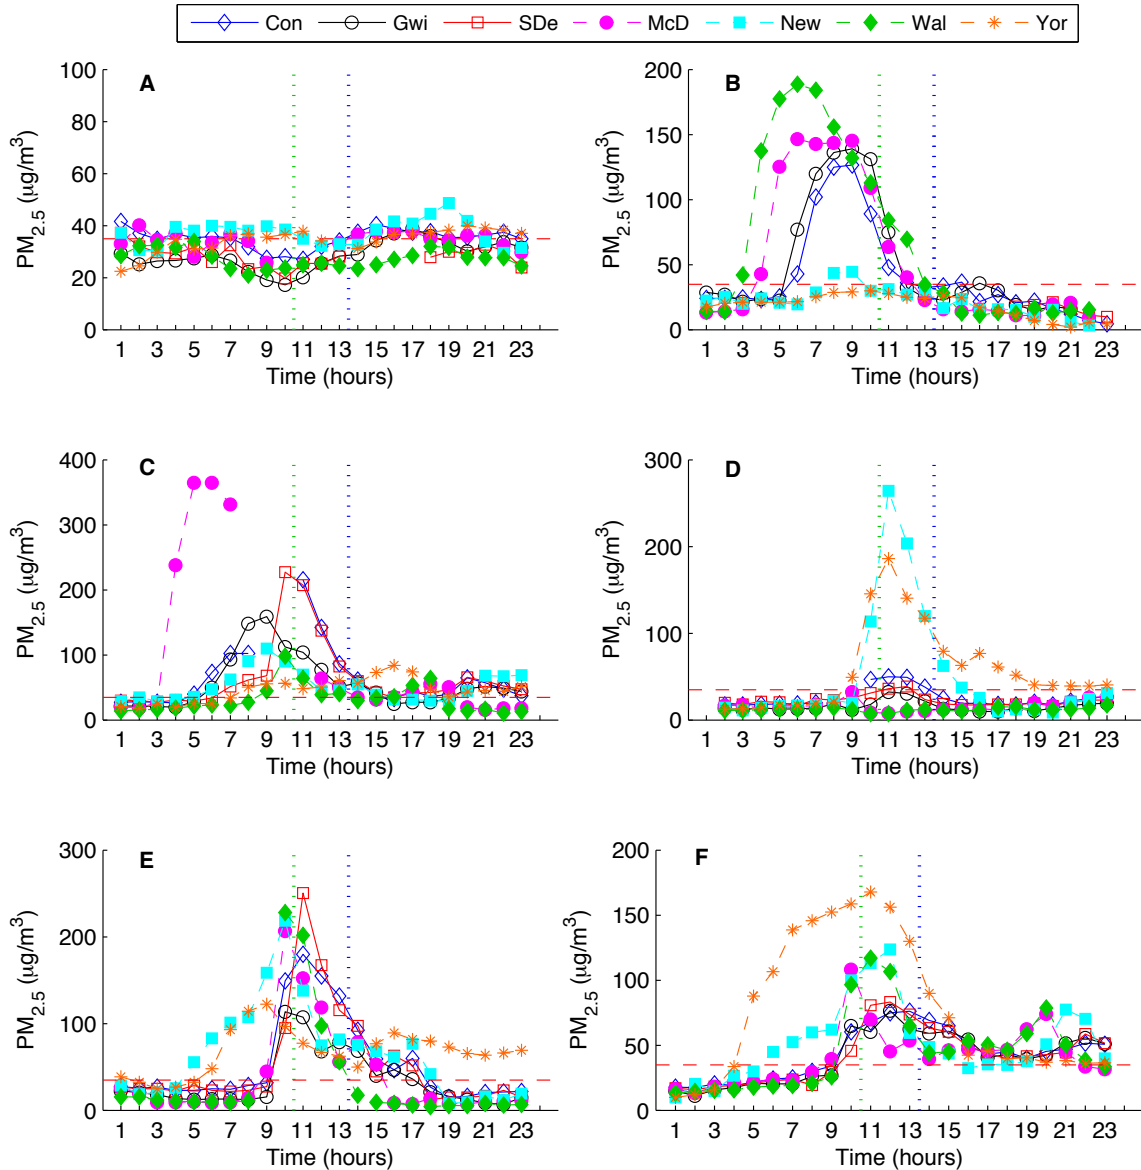 Con Gwi SDe McD New Wal Yor
A
100
80
60
40
20
0
PM2.5 (μg/m3)
1 3 5 7 9 11 13 15 17 19 21 23
Time (hours)
B
200
150
100
50
0
PM2.5 (μg/m3)
1 3 5 7 9 11 13 15 17 19 21 23
Time (hours)
C
400
300
200
100
0
PM2.5 (μg/m3)
1 3 5 7 9 11 13 15 17 19 21 23
Time (hours)
D
300
200
100
0
PM2.5 (μg/m3)
1 3 5 7 9 11 13 15 17 19 21 23
Time (hours)
E
300
200
100
0
PM2.5 (μg/m3)
1 3 5 7 9 11 13 15 17 19 21 23
Time (hours)
F
200
150
100
50
0
PM2.5 (μg/m3)
1 3 5 7 9 11 13 15 17 19 21 23
Time (hours)